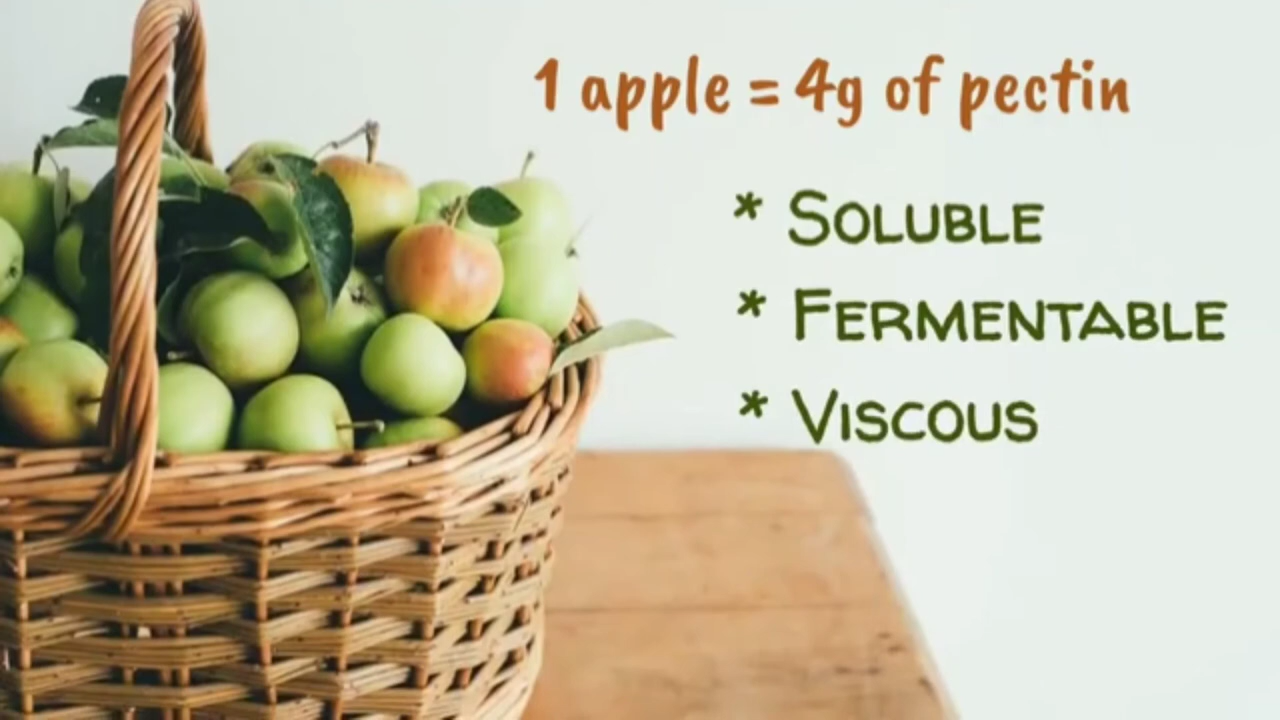 1 apple = 4g of pectin
* SOLUBLE
* FERMENTABLE
* VISCOUS